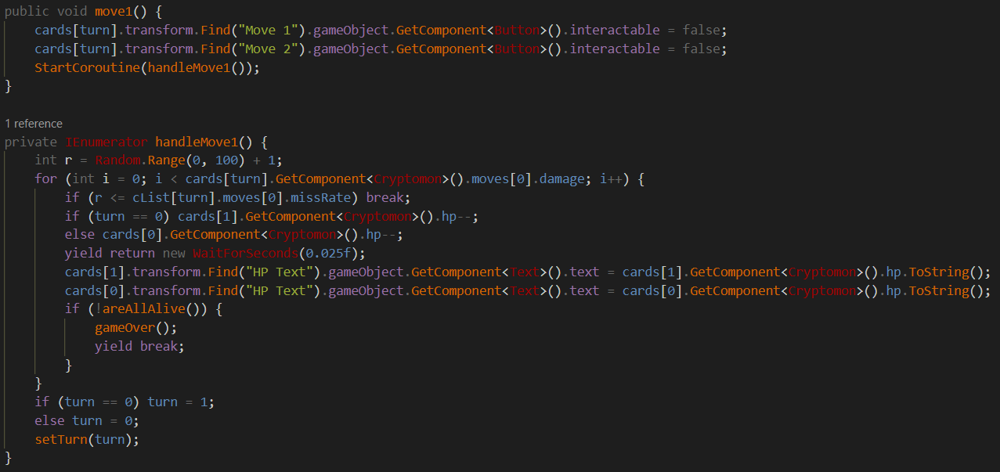 public void move1() {
    cards[turn].transform.Find("Move 1").gameObject.GetComponent<Button>().interactable = false;
    cards[turn].transform.Find("Move 2").gameObject.GetComponent<Button>().interactable = false;
    StartCoroutine(handleMove1());
}
1 reference
private IEnumerator handleMove1() {
    int r = Random.Range(0, 100) + 1;
    for (int i = 0; i < cards[turn].GetComponent<Cryptomon>().moves[0].damage; i++) {
        if (r <= cList[turn].moves[0].missRate) break;
        if (turn == 0) cards[1].GetComponent<Cryptomon>().hp--;
        else cards[0].GetComponent<Cryptomon>().hp--;
        yield return new WaitForSeconds(0.025f);
        cards[1].transform.Find("HP Text").gameObject.GetComponent<Text>().text = cards[1].GetComponent<Cryptomon>().hp.ToString();
        cards[0].transform.Find("HP Text").gameObject.GetComponent<Text>().text = cards[0].GetComponent<Cryptomon>().hp.ToString();
        if (!areAllAlive()) {
            gameOver();
            yield break;
        }
    }
    if (turn == 0) turn = 1;
    else turn = 0;
    setTurn(turn);
}